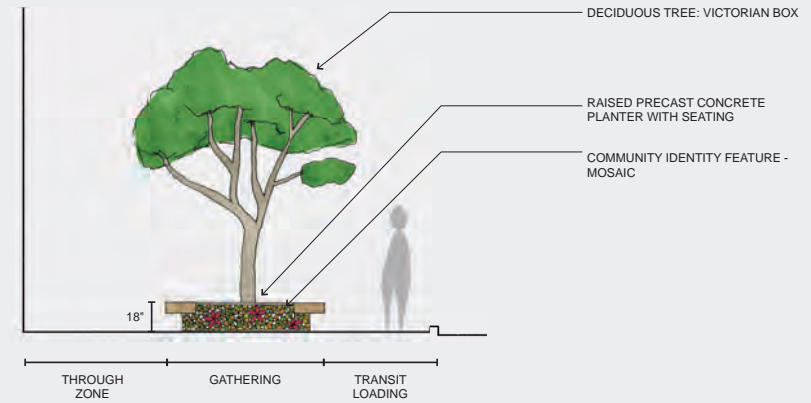 DECIDUOUS TREE: VICTORIAN BOX
RAISED PRECAST CONCRETE
PLANTER WITH SEATING
COMMUNITY IDENTITY FEATURE -
MOSAIC
18"
THROUGH
ZONE
GATHERING
TRANSIT
LOADING